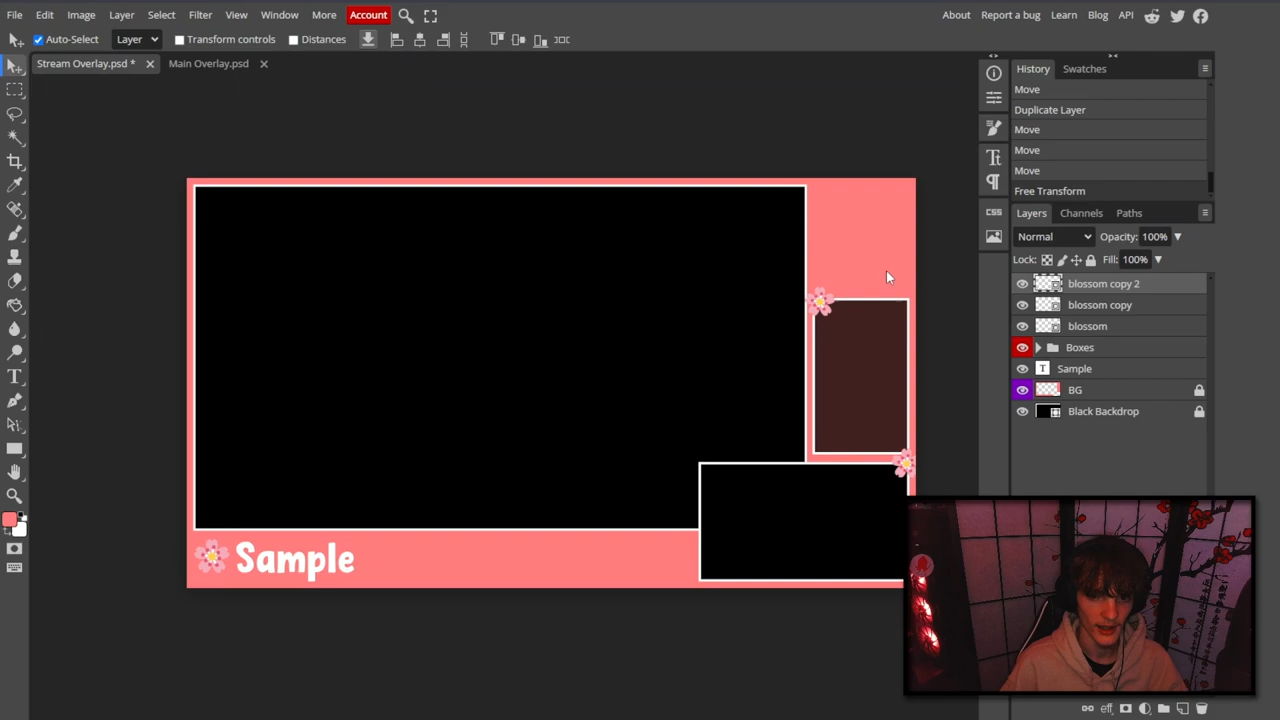 File Edit Image Layer Select Filter View Window More Account About Report a bug Learn Blog API
Auto-Select Layer Transform controls Distances
Stream Overlay.psd * Main Overlay.psd
History Swatches
Move
Duplicate Layer
Move
Move
Move
Free Transform
CSS
Layers Channels Paths
Normal Opacity: 100%
Lock: Fill: 100%
blossom copy 2
blossom copy
blossom
Boxes
T Sample
BG
Black Backdrop
Sample
eff